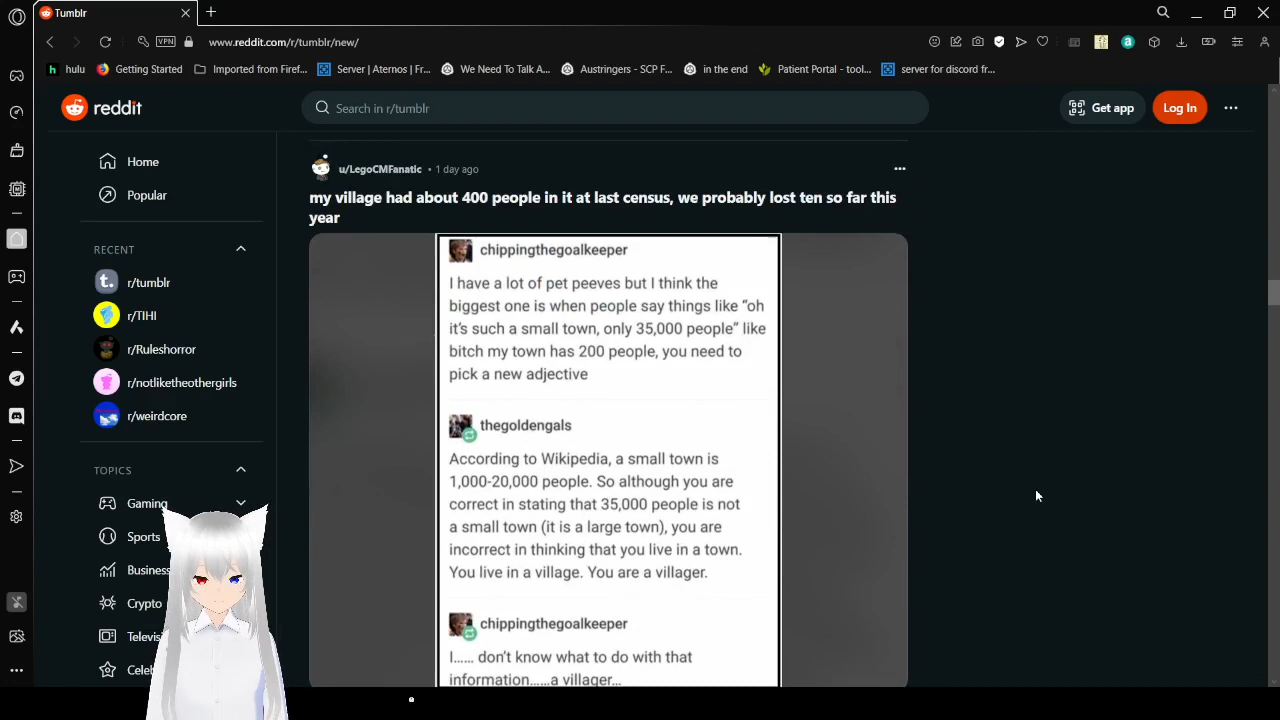 Tumblr
VPN
www.reddit.com/r/tumblr/new/
hulu
Getting Started
Imported from Firef...
Server | Aternos | Fr...
We Need To Talk A...
Austringers - SCP F...
in the end
Patient Portal - tool...
server for discord fr...
reddit
Search in r/tumblr
Get app
Log In
Home
Popular
RECENT
r/tumblr
r/TIHI
r/Ruleshorror
r/notliketheothergirls
r/weirdcore
TOPICS
Gaming
Sports
Business
Crypto
Televis
Celeb
u/LegoCMFanatic • 1 day ago
my village had about 400 people in it at last census, we probably lost ten so far this
year
chippingthegoalkeeper
I have a lot of pet peeves but I think the
biggest one is when people say things like “oh
it’s such a small town, only 35,000 people” like
bitch my town has 200 people, you need to
pick a new adjective
thegoldengals
According to Wikipedia, a small town is
1,000-20,000 people. So although you are
correct in stating that 35,000 people is not
a small town (it is a large town), you are
incorrect in thinking that you live in a town.
You live in a village. You are a villager.
chippingthegoalkeeper
I...... don’t know what to do with that
information......a villager...